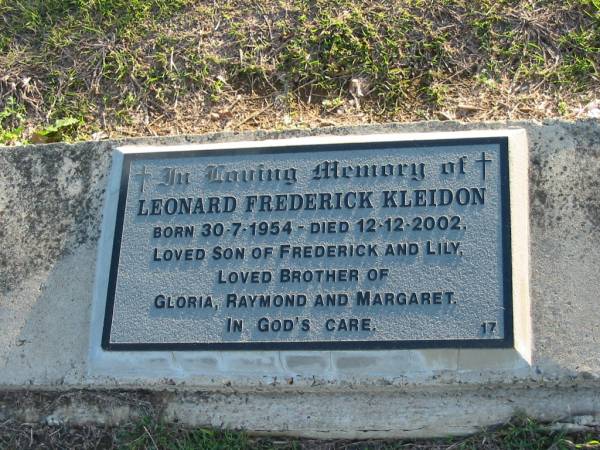 In Loving Memory of
LEONARD FREDERICK KLEIDON
BORN 30-7-1954 - DIED 12-12-2002.
LOVED SON OF FREDERICK AND LILY,
LOVED BROTHER OF
GLORIA, RAYMOND AND MARGARET.
IN GOD'S CARE.
17